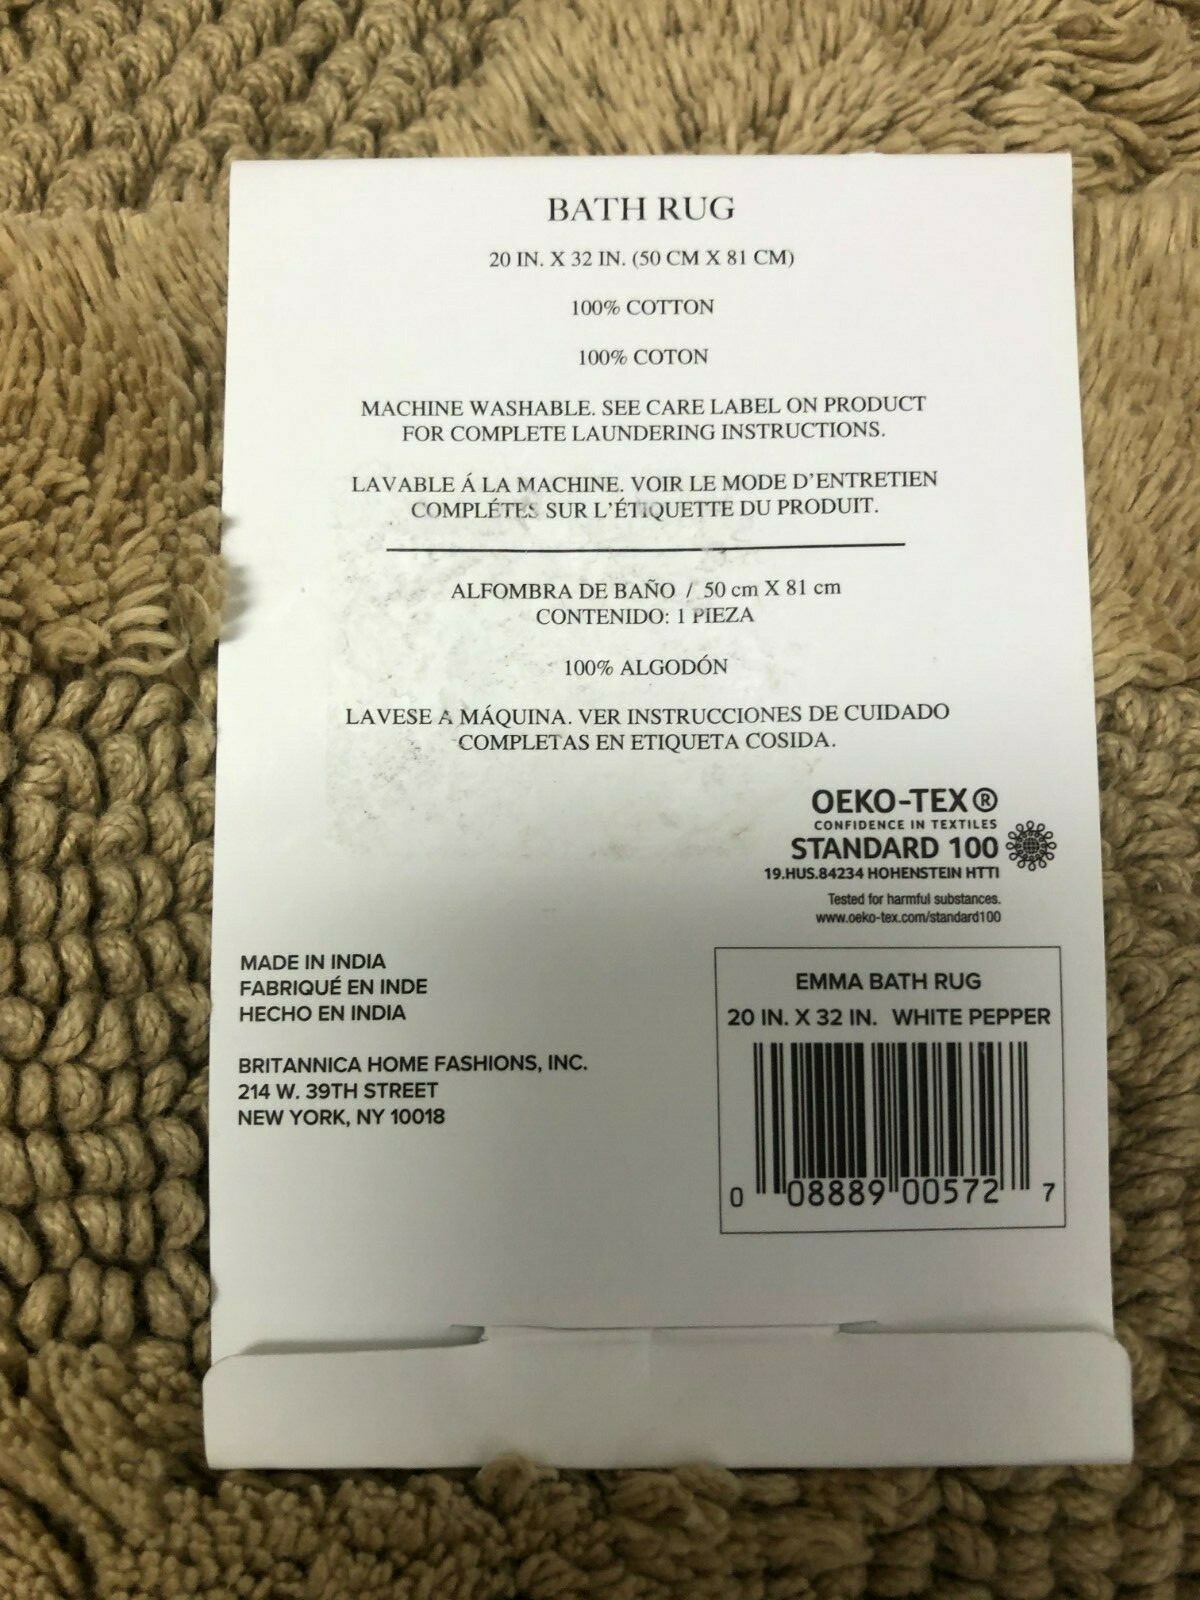 BATH RUG
20 IN. X 32 IN. (50 CM X 81 CM)
100% COTTON
100% COTON
MACHINE WASHABLE. SEE CARE LABEL ON PRODUCT
FOR COMPLETE LAUNDERING INSTRUCTIONS.
LAVABLE Á LA MACHINE. VOIR LE MODE D'ENTRETIEN
COMPLÉTES SUR L'ÉTIQUETTE DU PRODUIT.
ALFOMBRA DE BAÑO / 50 cm X 81 cm
CONTENIDO: 1 PIEZA
100% ALGODÓN
LAVESE A MÁQUINA. VER INSTRUCCIONES DE CUIDADO
COMPLETAS EN ETIQUETA COSIDA.
OEKO-TEX®
CONFIDENCE IN TEXTILES
STANDARD 100
19.HUS.84234 HOHENSTEIN HTTI
Tested for harmful substances.
www.oeko-tex.com/standard100
MADE IN INDIA
FABRIQUÉ EN INDE
HECHO EN INDIA
BRITANNICA HOME FASHIONS, INC.
214 W. 39TH STREET
NEW YORK, NY 10018
EMMA BATH RUG
20 IN. X 32 IN. WHITE PEPPER
0 08889 00572 7